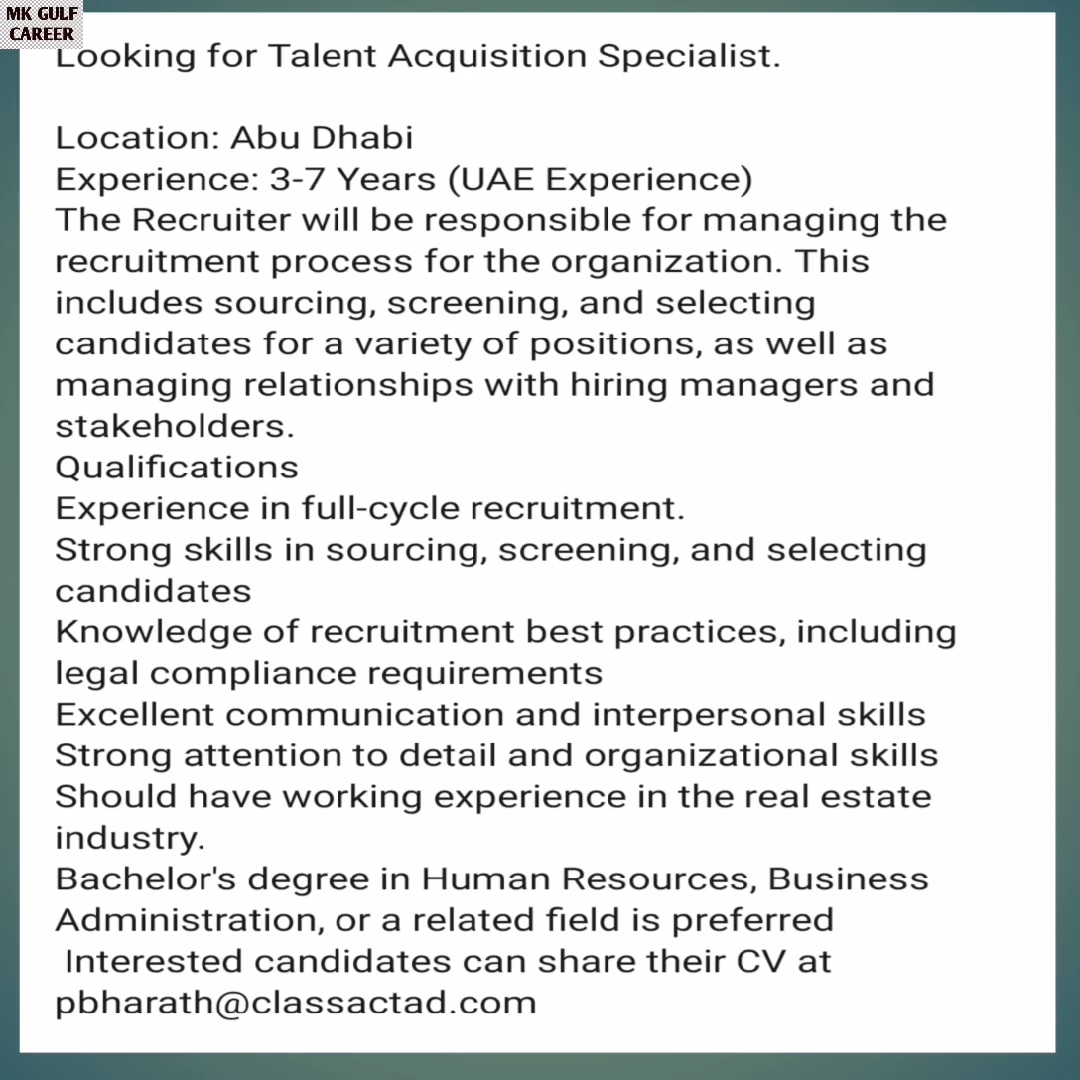 MK GULF
CAREER
Looking for Talent Acquisition Specialist.
Location: Abu Dhabi
Experience: 3-7 Years (UAE Experience)
The Recruiter will be responsible for managing the
recruitment process for the organization. This
includes sourcing, screening, and selecting
candidates for a variety of positions, as well as
managing relationships with hiring managers and
stakeholders.
Qualifications
Experience in full-cycle recruitment.
Strong skills in sourcing, screening, and selecting
candidates
Knowledge of recruitment best practices, including
legal compliance requirements
Excellent communication and interpersonal skills
Strong attention to detail and organizational skills
Should have working experience in the real estate
industry.
Bachelor's degree in Human Resources, Business
Administration, or a related field is preferred
Interested candidates can share their CV at
pbharath@classactad.com